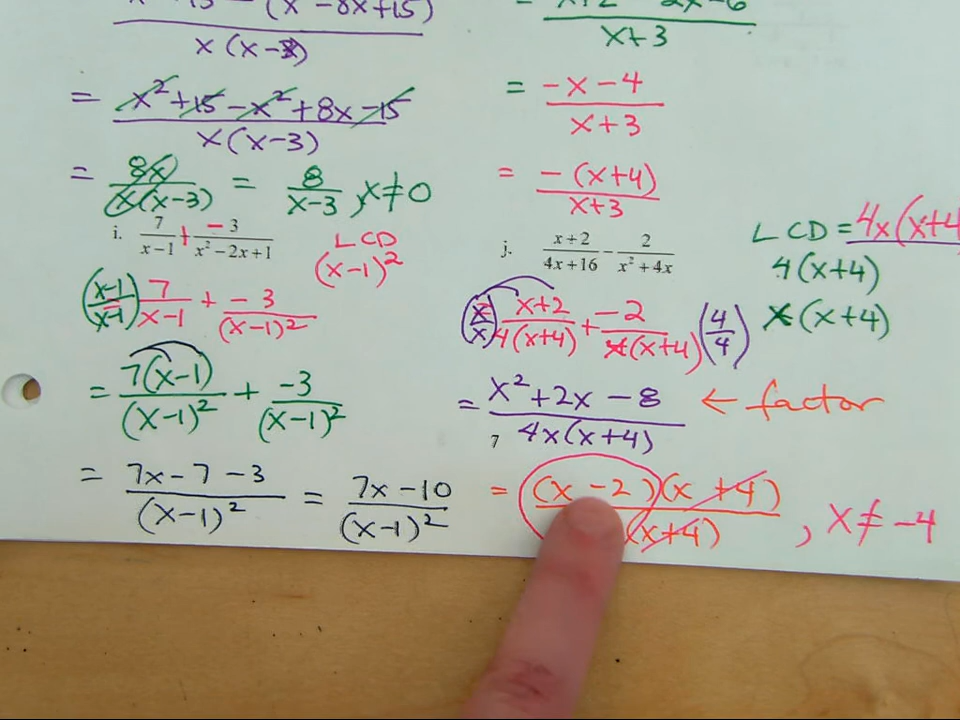 x(x-3)
= x²+15-x²+8x-15
x(x-3)
= 8x / x(x-3) = 8 / x-3 , x≠0
i. 7 / x-1 + -3 / x²-2x+1
LCD
(x-1)²
(x-1 / x-1) 7 / x-1 + -3 / (x-1)²
= 7(x-1) / (x-1)² + -3 / (x-1)²
= 7x-7-3 / (x-1)² = 7x-10 / (x-1)²
x+3
= -x-4 / x+3
= -(x+4) / x+3
j. x+2 / 4x+16 - 2 / x²+4x
LCD = 4x(x+4
4(x+4)
x(x+4)
(x / x) x+2 / 4(x+4) + -2 / x(x+4) (4 / 4)
= x²+2x-8 / 4x(x+4) ← factor
7
= (x-2)(x+4) / (x+4) , x≠-4